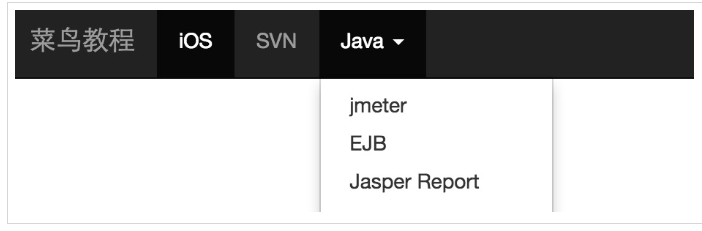 菜鸟教程 iOS SVN Java
jmeter
EJB
Jasper Report